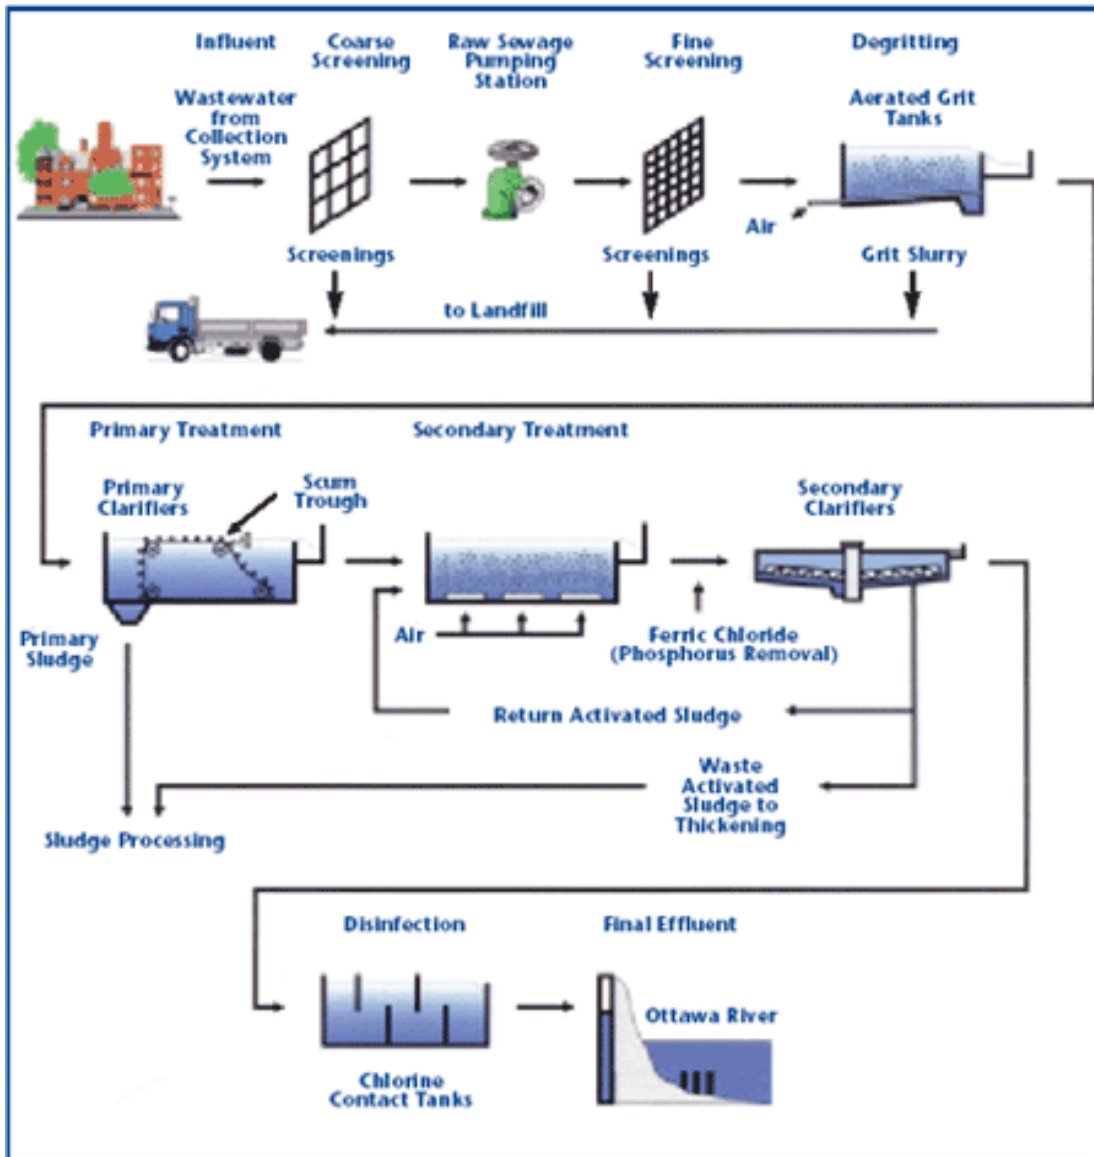 Influent
Coarse
Screening
Raw Sewage
Pumping
Station
Fine
Screening
Degritting
Wastewater
from
Collection
System
Aerated Grit
Tanks
Air
Screenings
Screenings
Grit Slurry
to Landfill
Primary Treatment
Secondary Treatment
Primary
Clarifiers
Scum
Trough
Secondary
Clarifiers
Primary
Sludge
Air
Ferric Chloride
(Phosphorus Removal)
Return Activated Sludge
Waste
Activated
Sludge to
Thickening
Sludge Processing
Disinfection
Final Effluent
Ottawa River
Chlorine
Contact Tanks